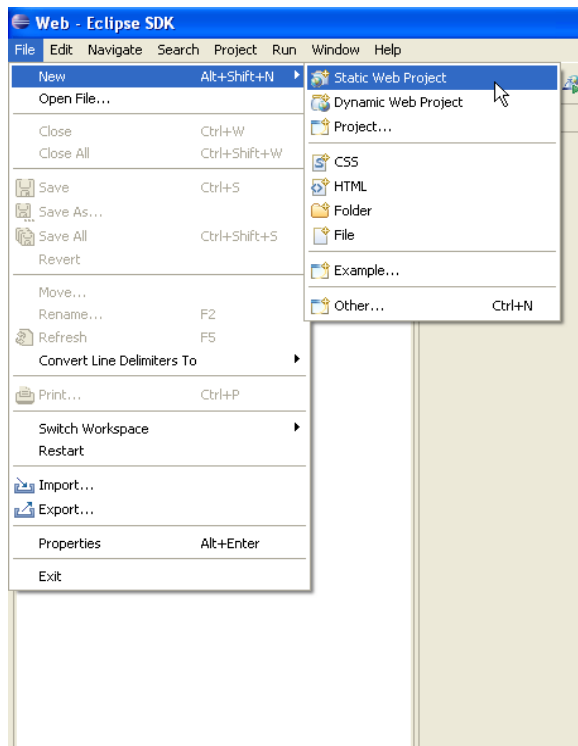 Web - Eclipse SDK
File Edit Navigate Search Project Run Window Help
New Alt+Shift+N
Open File...
Close Ctrl+W
Close All Ctrl+Shift+W
Save Ctrl+S
Save As...
Save All Ctrl+Shift+S
Revert
Move...
Rename... F2
Refresh F5
Convert Line Delimiters To
Print... Ctrl+P
Switch Workspace
Restart
Import...
Export...
Properties Alt+Enter
Exit
Static Web Project
Dynamic Web Project
Project...
CSS
HTML
Folder
File
Example...
Other... Ctrl+N